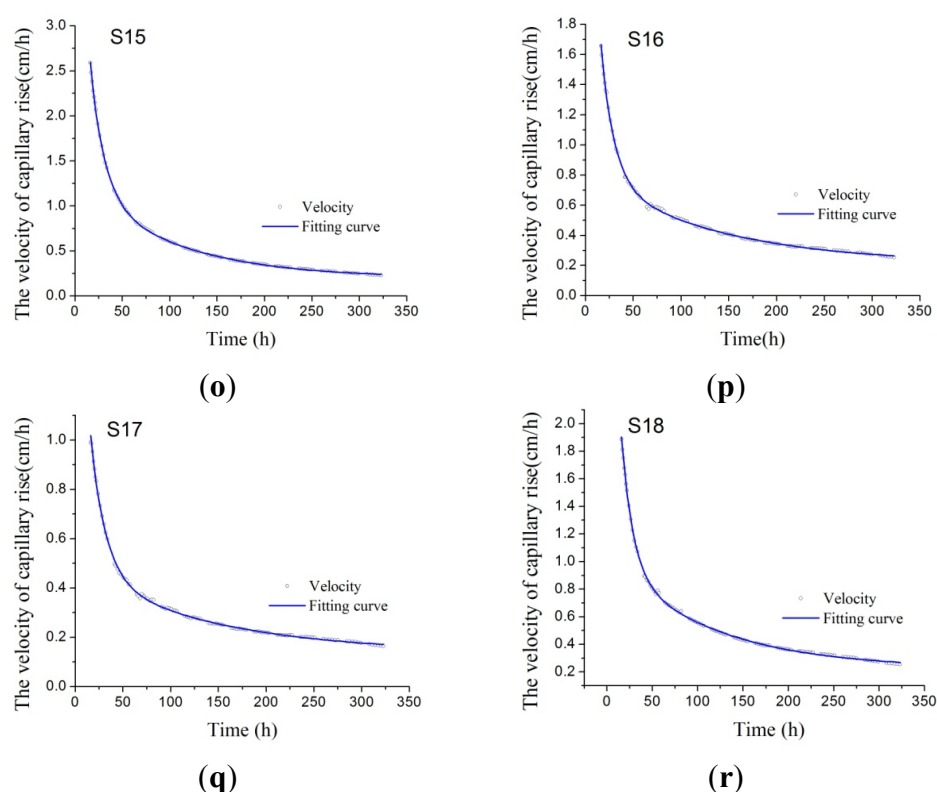 S15
The velocity of capillary rise(cm/h)
3.0
2.5
2.0
1.5
1.0
0.5
0.0
Velocity
Fitting curve
0 50 100 150 200 250 300 350
Time (h)
(o)
S16
The velocity of capillary rise(cm/h)
1.8
1.6
1.4
1.2
1.0
0.8
0.6
0.4
0.2
0.0
Velocity
Fitting curve
0 50 100 150 200 250 300 350
Time(h)
(p)
S17
The velocity of capillary rise(cm/h)
1.0
0.8
0.6
0.4
0.2
0.0
Velocity
Fitting curve
0 50 100 150 200 250 300 350
Time (h)
(q)
S18
The velocity of capillary rise(cm/h)
2.0
1.8
1.6
1.4
1.2
1.0
0.8
0.6
0.4
0.2
Velocity
Fitting curve
0 50 100 150 200 250 300 350
Time (h)
(r)